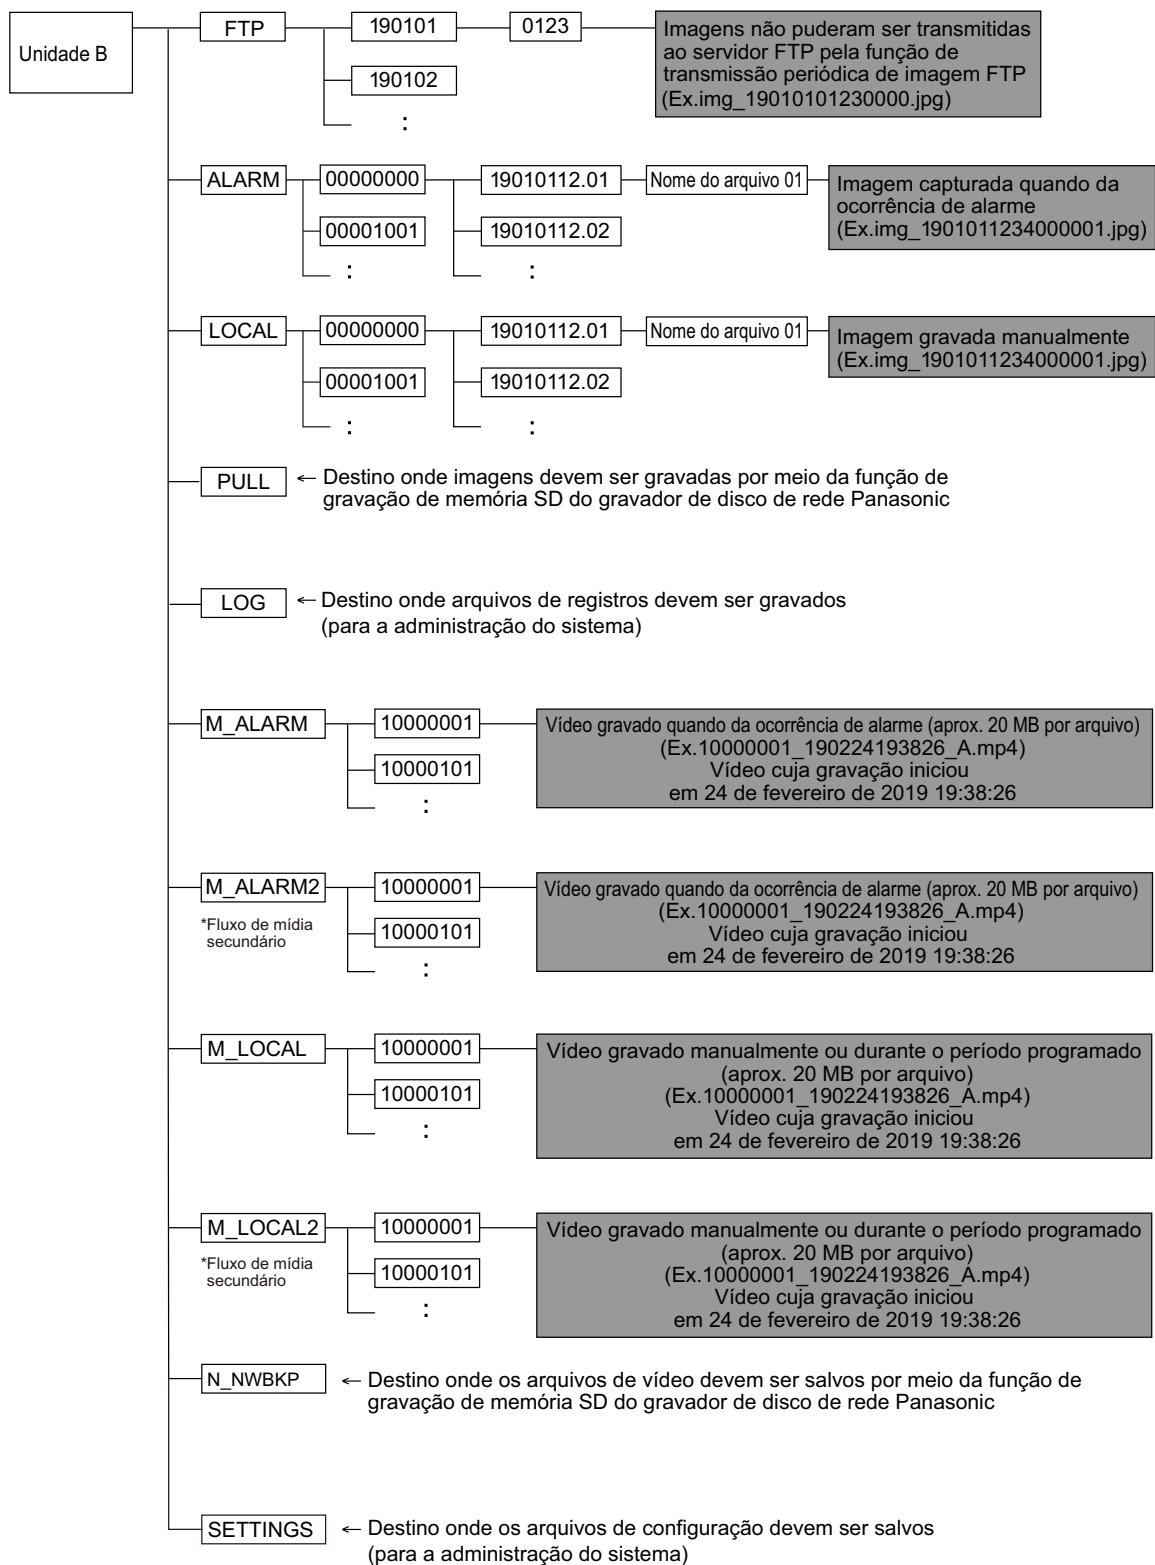 Unidade B
FTP
190101
0123
Imagens não puderam ser transmitidas
ao servidor FTP pela função de
transmissão periódica de imagem FTP
(Ex.img_19010101230000.jpg)
190102
:
ALARM
00000000
19010112.01
Nome do arquivo 01
Imagem capturada quando da
ocorrência de alarme
(Ex.img_1901011234000001.jpg)
00001001
19010112.02
:
:
LOCAL
00000000
19010112.01
Nome do arquivo 01
Imagem gravada manualmente
(Ex.img_1901011234000001.jpg)
00001001
19010112.02
:
:
PULL
← Destino onde imagens devem ser gravadas por meio da função de
gravação de memória SD do gravador de disco de rede Panasonic
LOG
← Destino onde arquivos de registros devem ser gravados
(para a administração do sistema)
M_ALARM
10000001
Vídeo gravado quando da ocorrência de alarme (aprox. 20 MB por arquivo)
(Ex.10000001_190224193826_A.mp4)
Vídeo cuja gravação iniciou
em 24 de fevereiro de 2019 19:38:26
10000101
:
M_ALARM2
*Fluxo de mídia
secundário
10000001
Vídeo gravado quando da ocorrência de alarme (aprox. 20 MB por arquivo)
(Ex.10000001_190224193826_A.mp4)
Vídeo cuja gravação iniciou
em 24 de fevereiro de 2019 19:38:26
10000101
:
M_LOCAL
10000001
Vídeo gravado manualmente ou durante o período programado
(aprox. 20 MB por arquivo)
(Ex.10000001_190224193826_A.mp4)
Vídeo cuja gravação iniciou
em 24 de fevereiro de 2019 19:38:26
10000101
:
M_LOCAL2
*Fluxo de mídia
secundário
10000001
Vídeo gravado manualmente ou durante o período programado
(aprox. 20 MB por arquivo)
(Ex.10000001_190224193826_A.mp4)
Vídeo cuja gravação iniciou
em 24 de fevereiro de 2019 19:38:26
10000101
:
N_NWBKP
← Destino onde os arquivos de vídeo devem ser salvos por meio da função de
gravação de memória SD do gravador de disco de rede Panasonic
SETTINGS
← Destino onde os arquivos de configuração devem ser salvos
(para a administração do sistema)